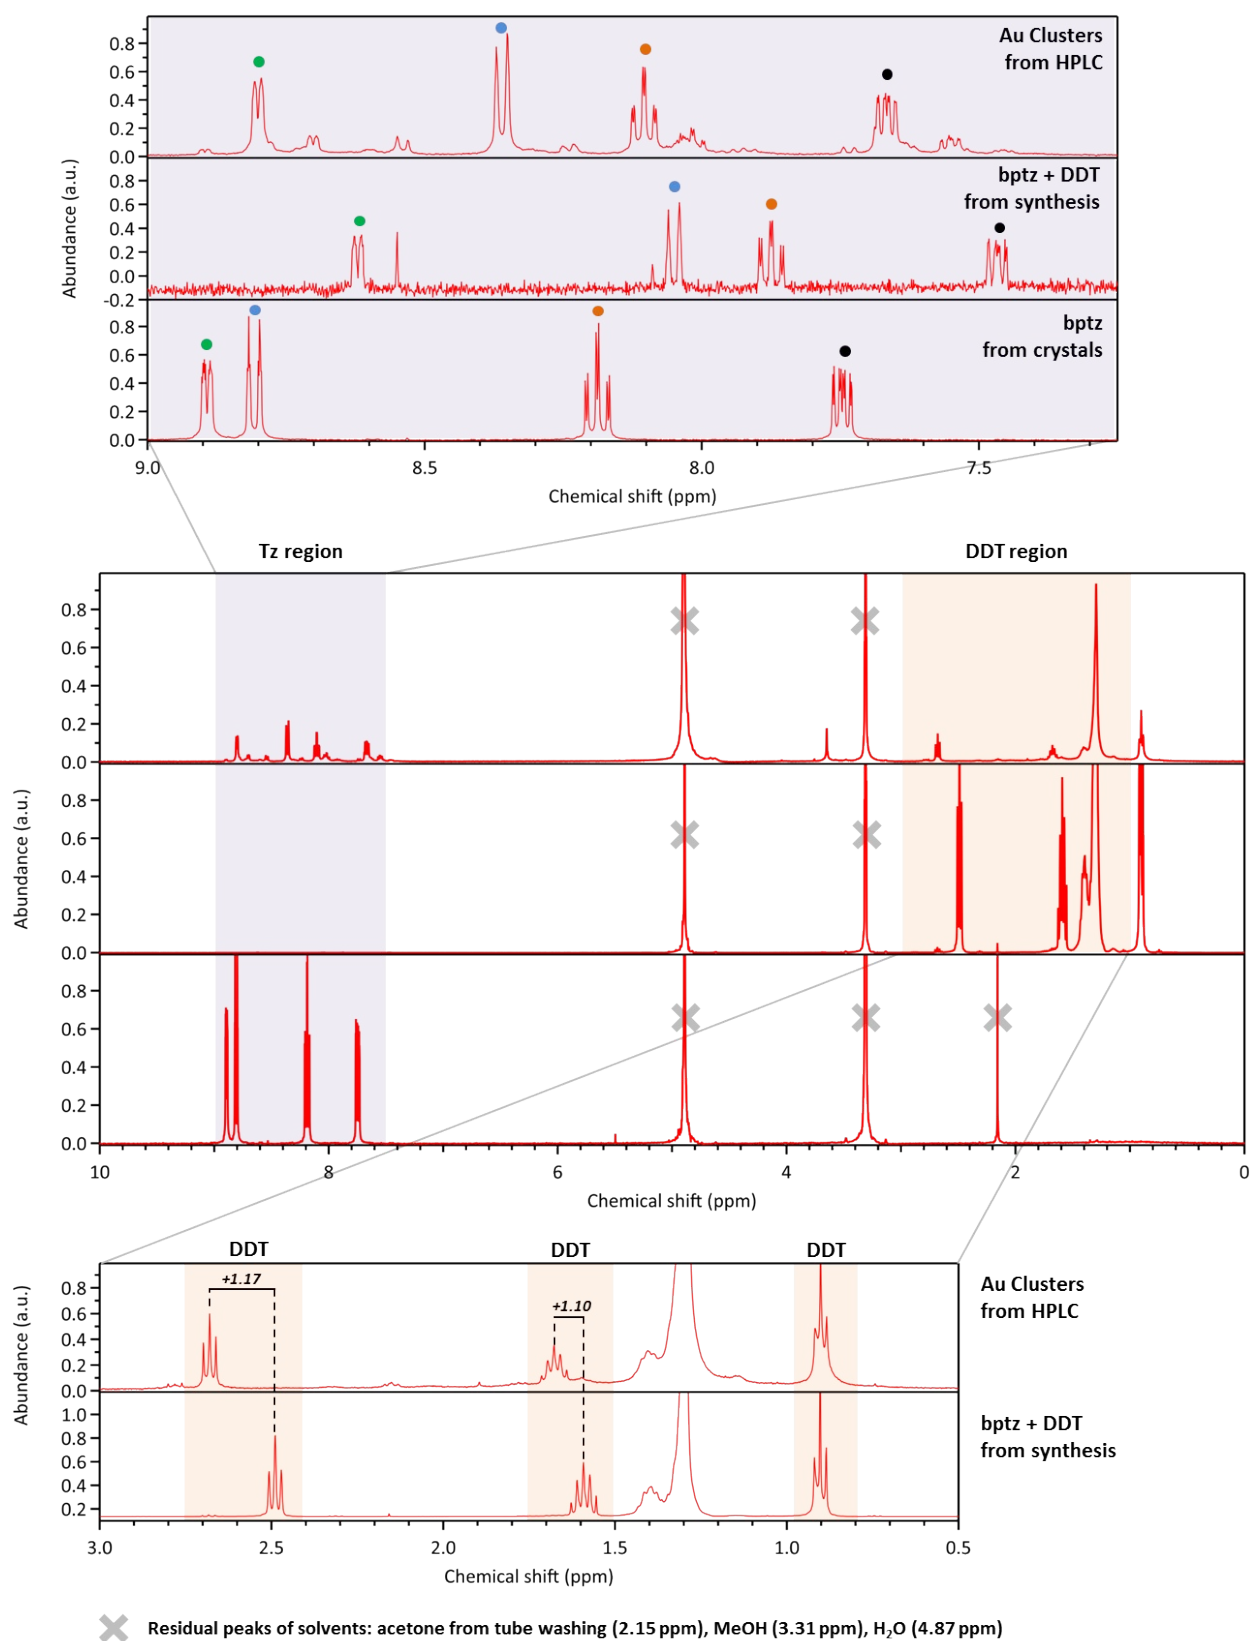 Au Clusters
from HPLC
0.8
0.6
0.4
0.2
0.0
bptz + DDT
from synthesis
0.8
0.6
0.4
0.2
0.0
-0.2
bptz
from crystals
0.8
0.6
0.4
0.2
0.0
Abundance (a.u.)
9.0 8.5 8.0 7.5
Chemical shift (ppm)
Tz region DDT region
0.8
0.6
0.4
0.2
0.0
0.8
0.6
0.4
0.2
0.0
0.8
0.6
0.4
0.2
0.0
Abundance (a.u.)
10 8 6 4 2 0
Chemical shift (ppm)
DDT DDT DDT
+1.17
+1.10
0.8
0.6
0.4
0.2
0.0
Au Clusters
from HPLC
1.0
0.8
0.6
0.4
0.2
bptz + DDT
from synthesis
Abundance (a.u.)
3.0 2.5 2.0 1.5 1.0 0.5
Chemical shift (ppm)
Residual peaks of solvents: acetone from tube washing (2.15 ppm), MeOH (3.31 ppm), H₂O (4.87 ppm)